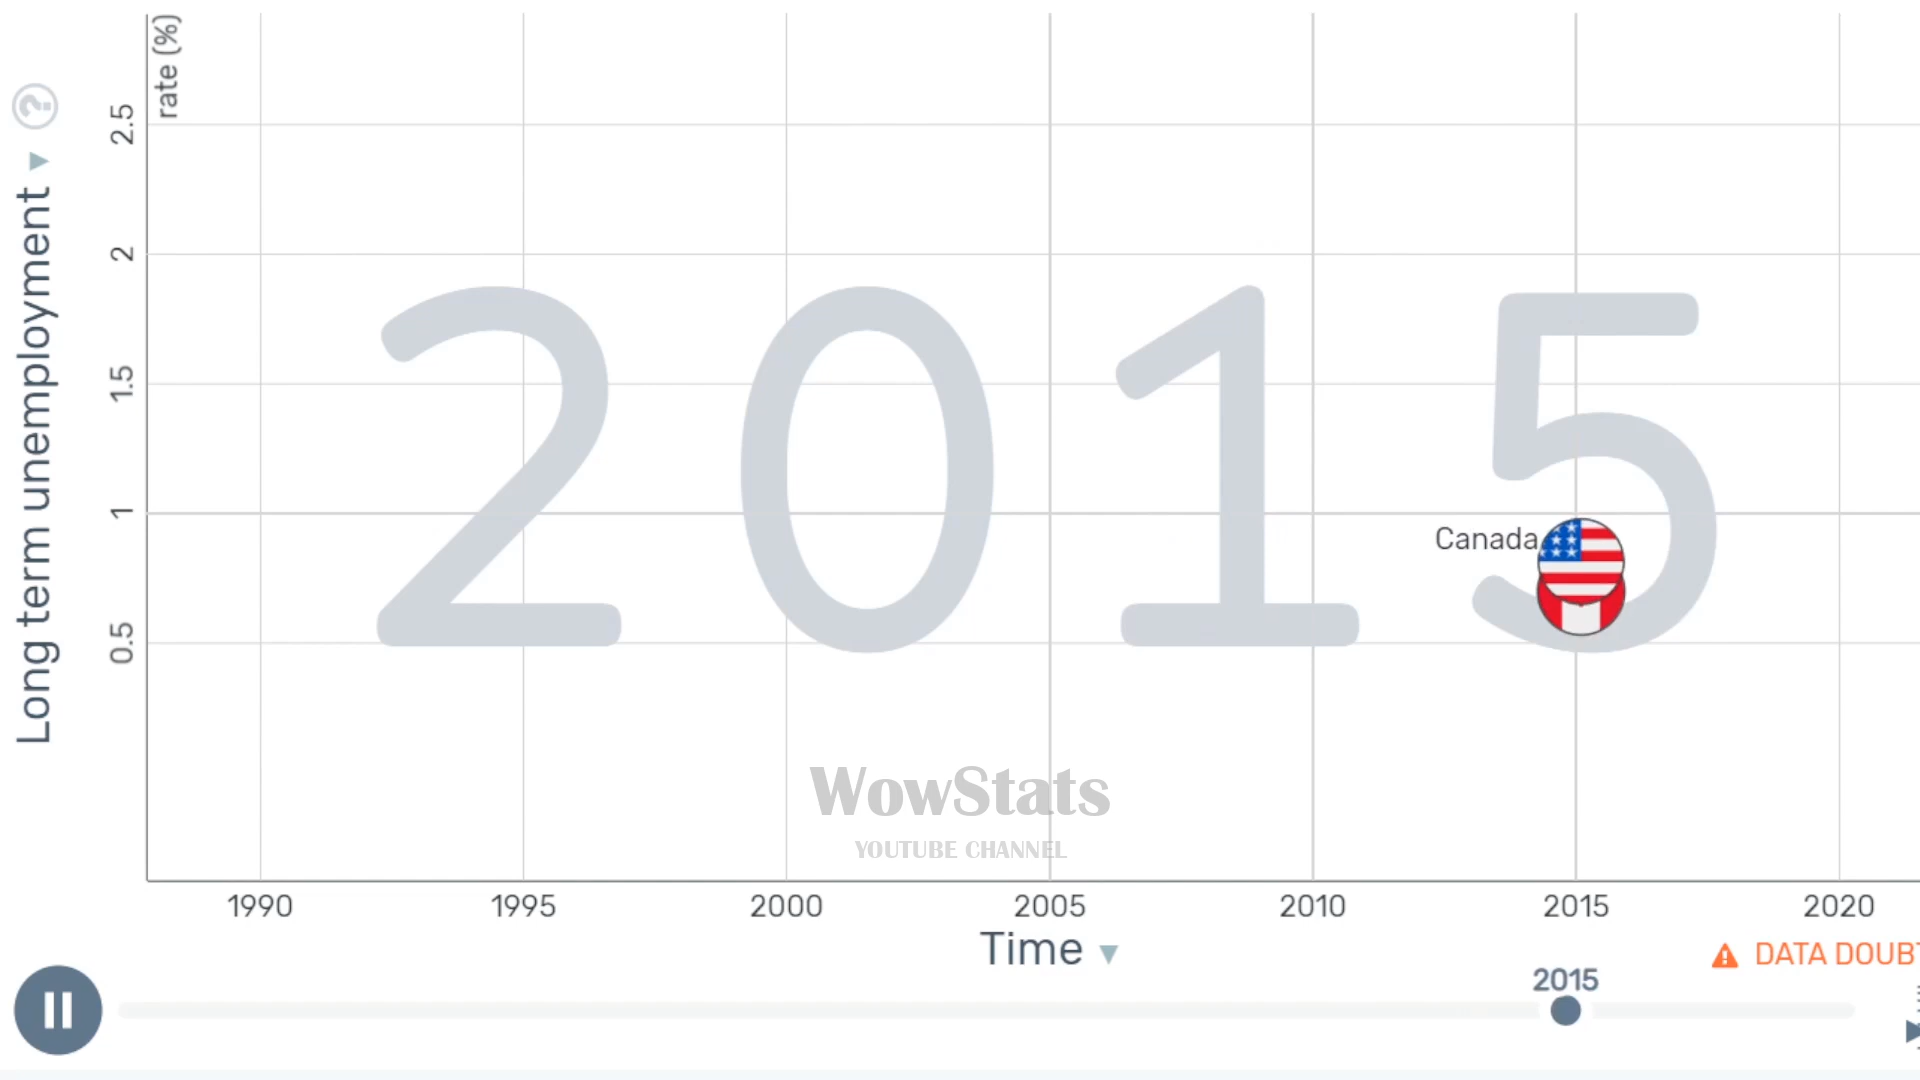 rate (%)
2.5
2
1.5
1
0.5
Long term unemployment
2015
Canada
WowStats
YOUTUBE CHANNEL
1990
1995
2000
2005
2010
2015
2020
Time
DATA DOUBT
2015